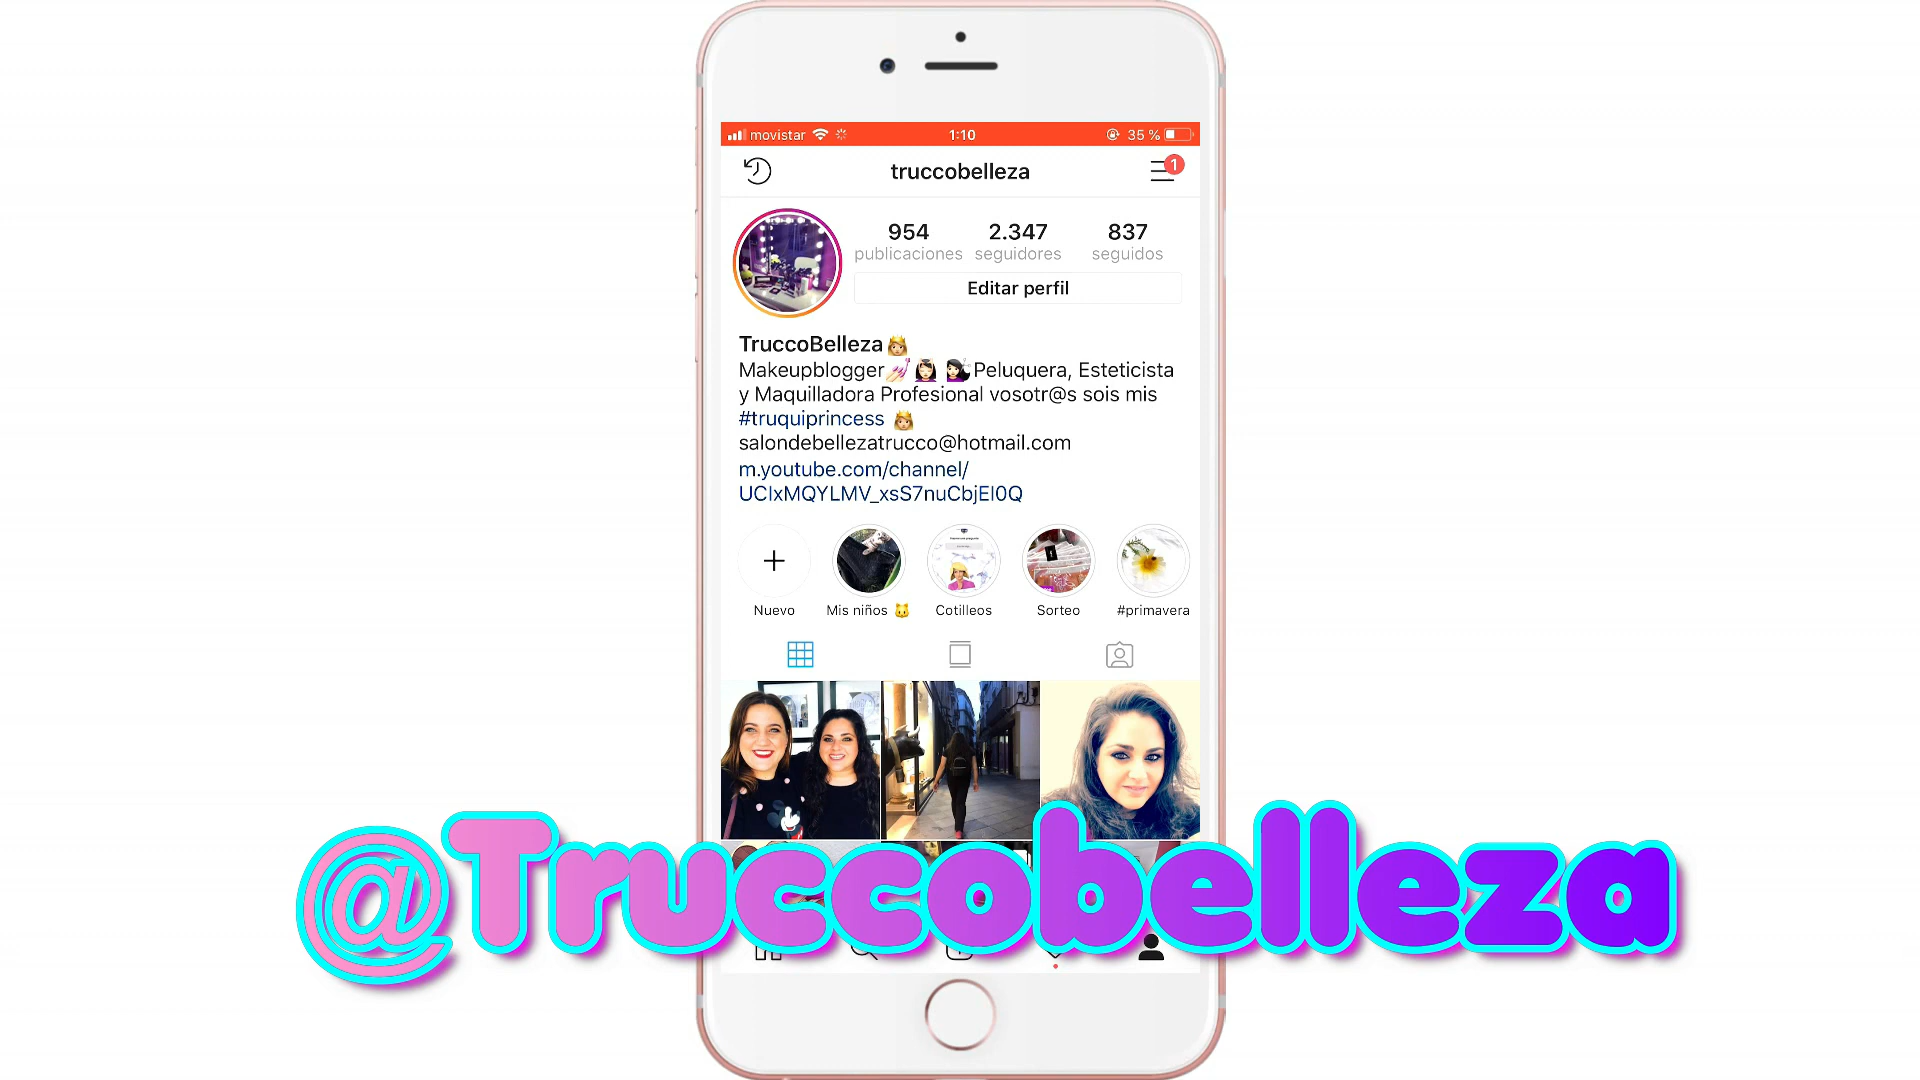 movistar 1:10 35 %
truccobelleza 1
954 2.347 837
publicaciones seguidores seguidos
Editar perfil
TruccoBelleza👸
Makeupblogger💅💆🏻‍♀️💇🏻‍♀️Peluquera, Esteticista
y Maquilladora Profesional vosotr@s sois mis
#truquiprincess 👸
salondebellezatrucco@hotmail.com
m.youtube.com/channel/
UCIxMQYLMV_xsS7nuCbjEI0Q
Nuevo Mis niños 🐱 Cotilleos Sorteo #primavera
@Truccobelleza